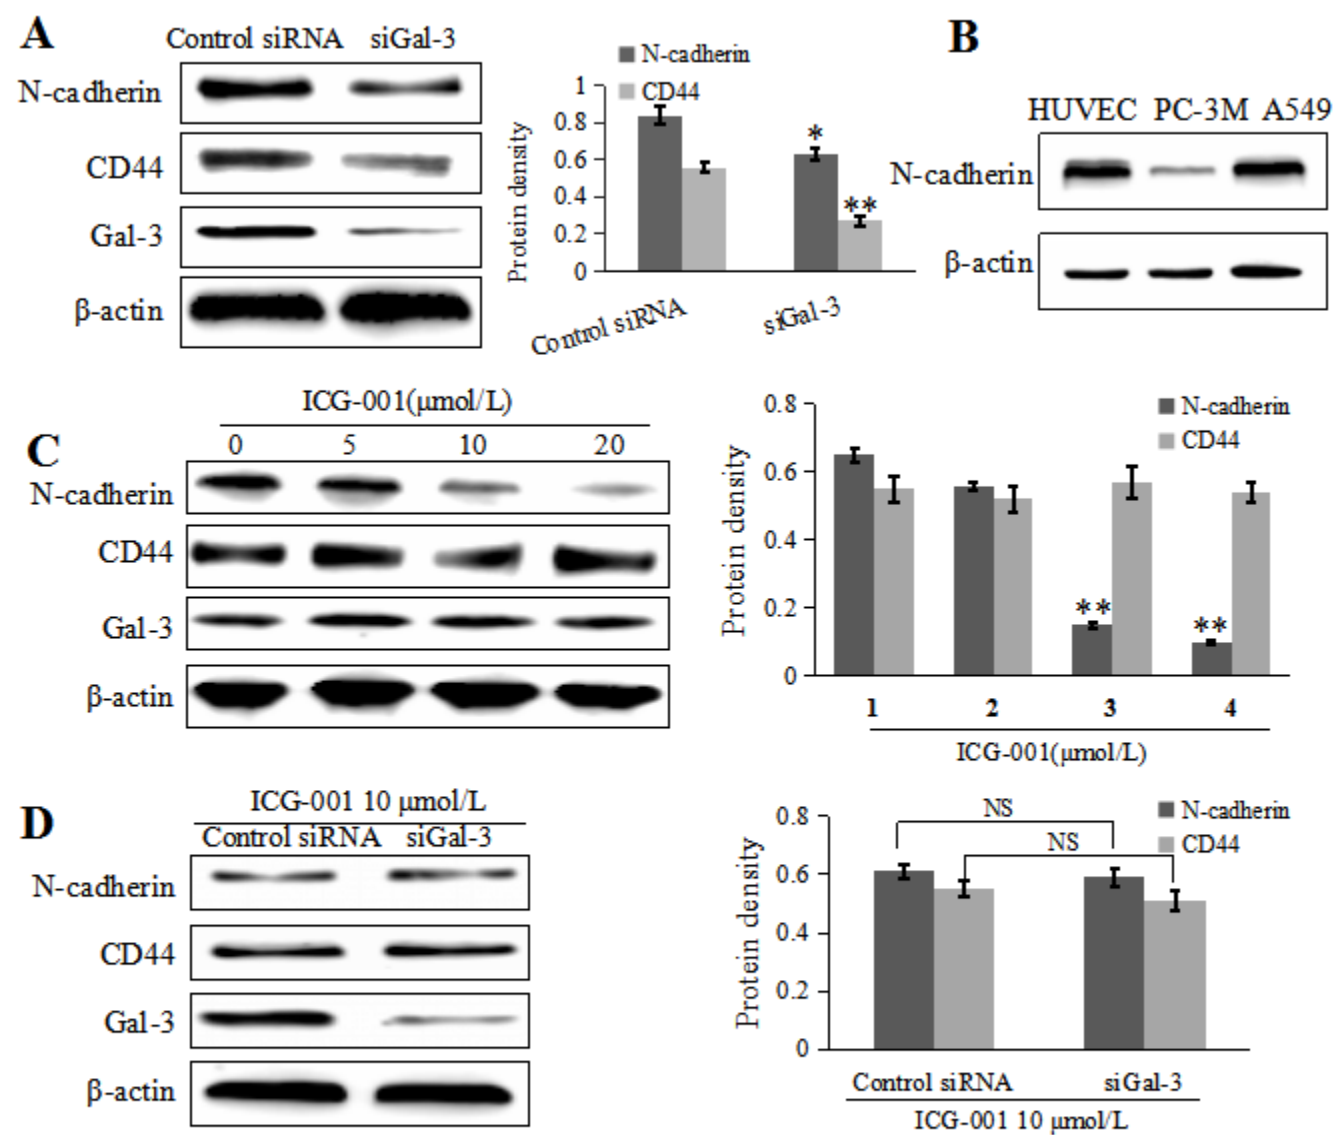 A
Control siRNA siGal-3
N-cadherin
CD44
Gal-3
β-actin
N-cadherin
CD44
Protein density
1
0.8
0.6
0.4
0.2
0
*
**
Control siRNA
siGal-3
B
HUVEC PC-3M A549
N-cadherin
β-actin
C
ICG-001(μmol/L)
0 5 10 20
N-cadherin
CD44
Gal-3
β-actin
N-cadherin
CD44
Protein density
0.8
0.6
0.4
0.2
0
**
**
1 2 3 4
ICG-001(μmol/L)
D
ICG-001 10 μmol/L
Control siRNA siGal-3
N-cadherin
CD44
Gal-3
β-actin
NS
NS
N-cadherin
CD44
Protein density
0.8
0.6
0.4
0.2
0
Control siRNA siGal-3
ICG-001 10 μmol/L